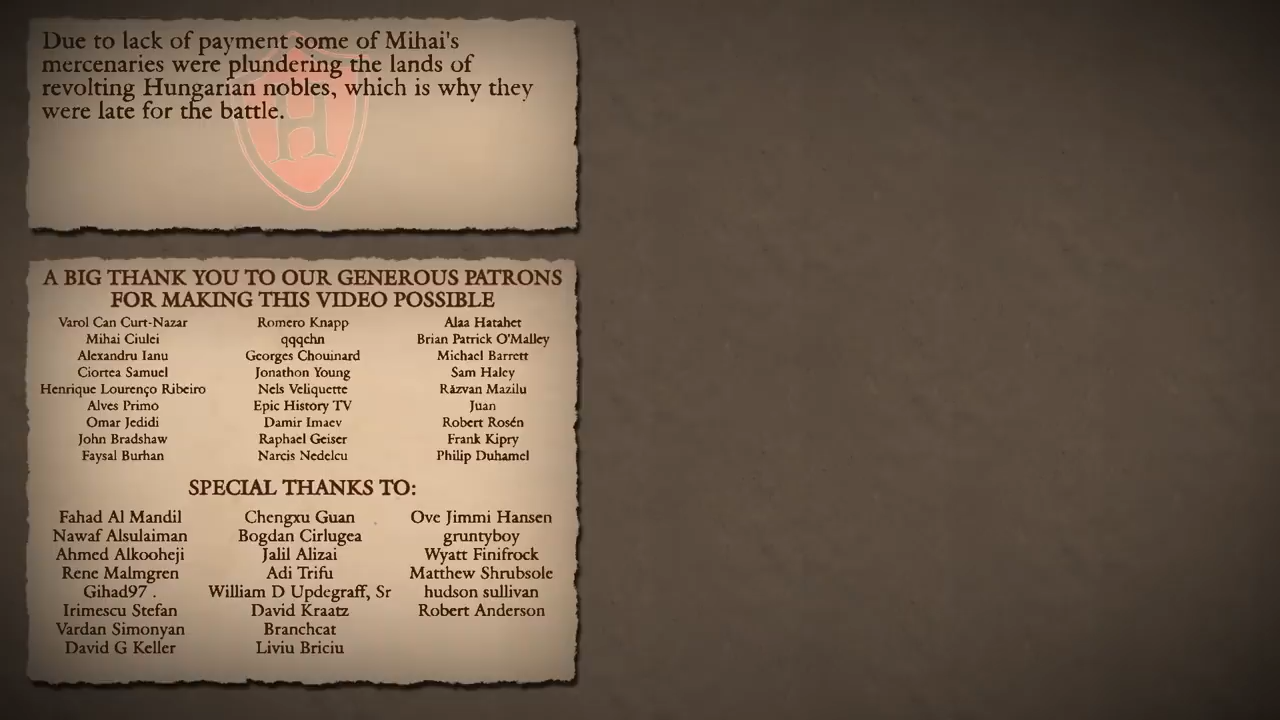 Due to lack of payment some of Mihai's
mercenaries were plundering the lands of
revolting Hungarian nobles, which is why they
were late for the battle.
H
A BIG THANK YOU TO OUR GENEROUS PATRONS
FOR MAKING THIS VIDEO POSSIBLE
Varol Can Curt-Nazar
Mihai Ciulei
Alexandru Ianu
Ciortea Samuel
Henrique Lourenço Ribeiro
Alves Primo
Omar Jedidi
John Bradshaw
Faysal Burhan
Romero Knapp
qqqchn
Georges Chouinard
Jonathon Young
Nels Veliquette
Epic History TV
Damir Imaev
Raphael Geiser
Narcis Nedelcu
Alaa Hatahet
Brian Patrick O'Malley
Michael Barrett
Sam Haley
Răzvan Mazilu
Juan
Robert Rosén
Frank Kipry
Philip Duhamel
SPECIAL THANKS TO:
Fahad Al Mandil
Nawaf Alsulaiman
Ahmed Alkooheji
Rene Malmgren
Gihad97 .
Irimescu Stefan
Vardan Simonyan
David G Keller
Chengxu Guan
Bogdan Cirlugea
Jalil Alizai
Adi Trifu
William D Updegraff, Sr
David Kraatz
Branchcat
Liviu Briciu
Ove Jimmi Hansen
gruntyboy
Wyatt Finifrock
Matthew Shrubsole
hudson sullivan
Robert Anderson